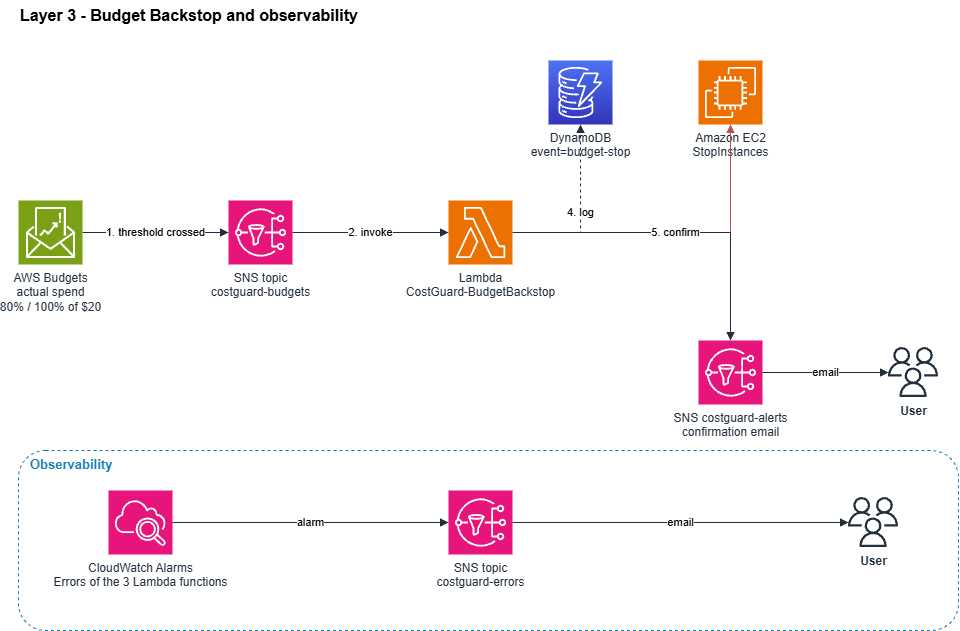 Layer 3 - Budget Backstop and observability
DynamoDB
event=budget-stop
Amazon EC2
StopInstances
4. log
1. threshold crossed
2. invoke
5. confirm
AWS Budgets
actual spend
80% / 100% of $20
SNS topic
costguard-budgets
Lambda
CostGuard-BudgetBackstop
email
User
SNS costguard-alerts
confirmation email
Observability
alarm
email
CloudWatch Alarms
Errors of the 3 Lambda functions
SNS topic
costguard-errors
User